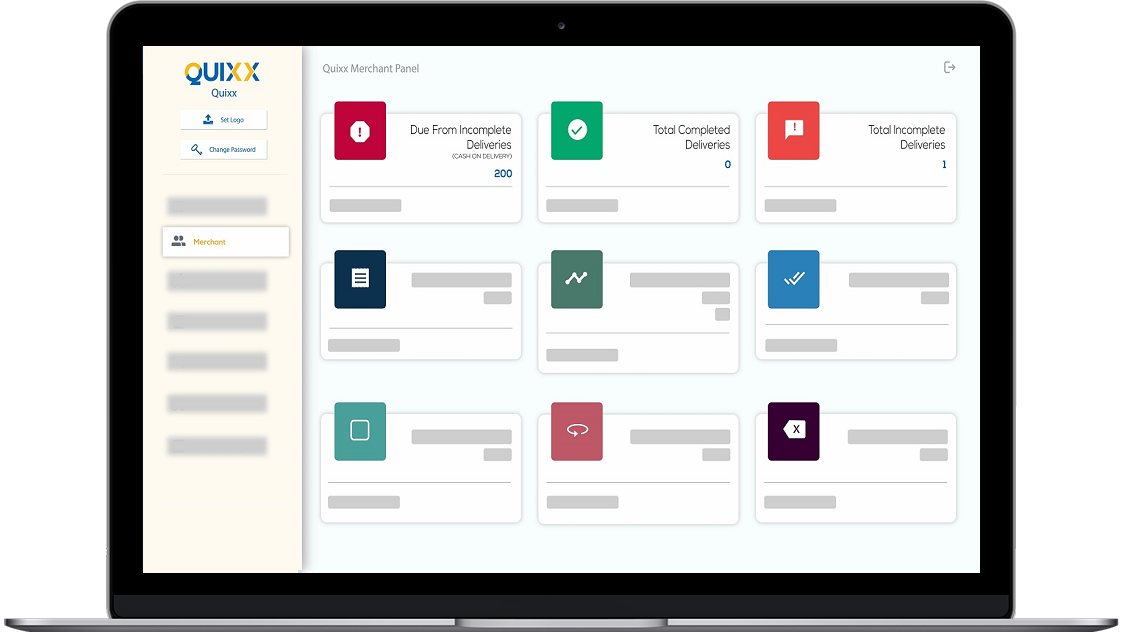 QUIXX
Quixx
Set Logo
Change Password
Merchant
Quixx Merchant Panel
Due From Incomplete
Deliveries
(CASH ON DELIVERY)
200
Total Completed
Deliveries
0
Total Incomplete
Deliveries
1
X